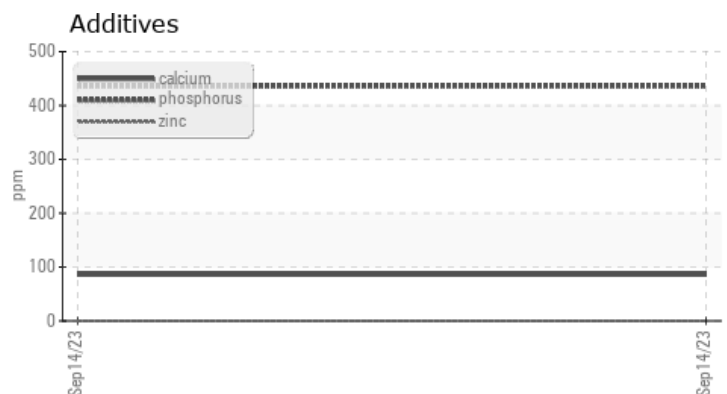 Additives
500
400
300
200
100
0
ppm
calcium
phosphorus
zinc
Sep14/23
Sep14/23